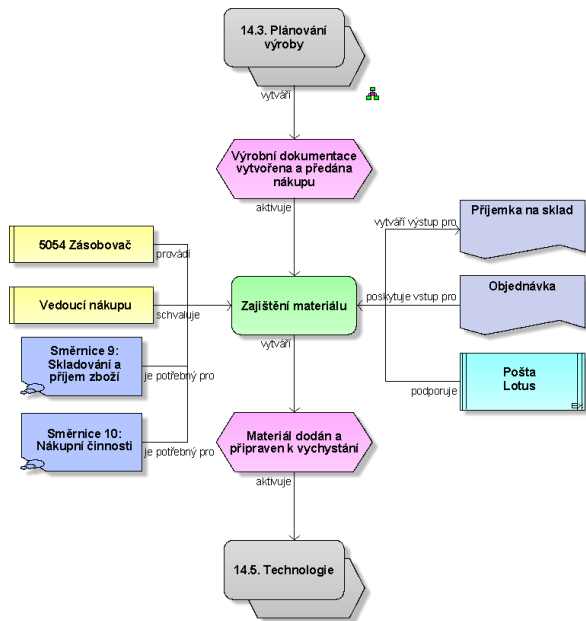 14.3. Plánování
výroby
vytváří
Výrobní dokumentace
vytvořena a předána
nákupu
aktivuje
5054 Zásobovač
provádí
Vedoucí nákupu
schvaluje
Směrnice 9:
Skladování a
příjem zboží
je potřebný pro
Směrnice 10:
Nákupní činnosti
je potřebný pro
Zajištění materiálu
vytváří
Příjemka na sklad
vytváří výstup pro
Objednávka
poskytuje vstup pro
Pošta
Lotus
podporuje
Materiál dodán a
připraven k vychystání
aktivuje
14.5. Technologie